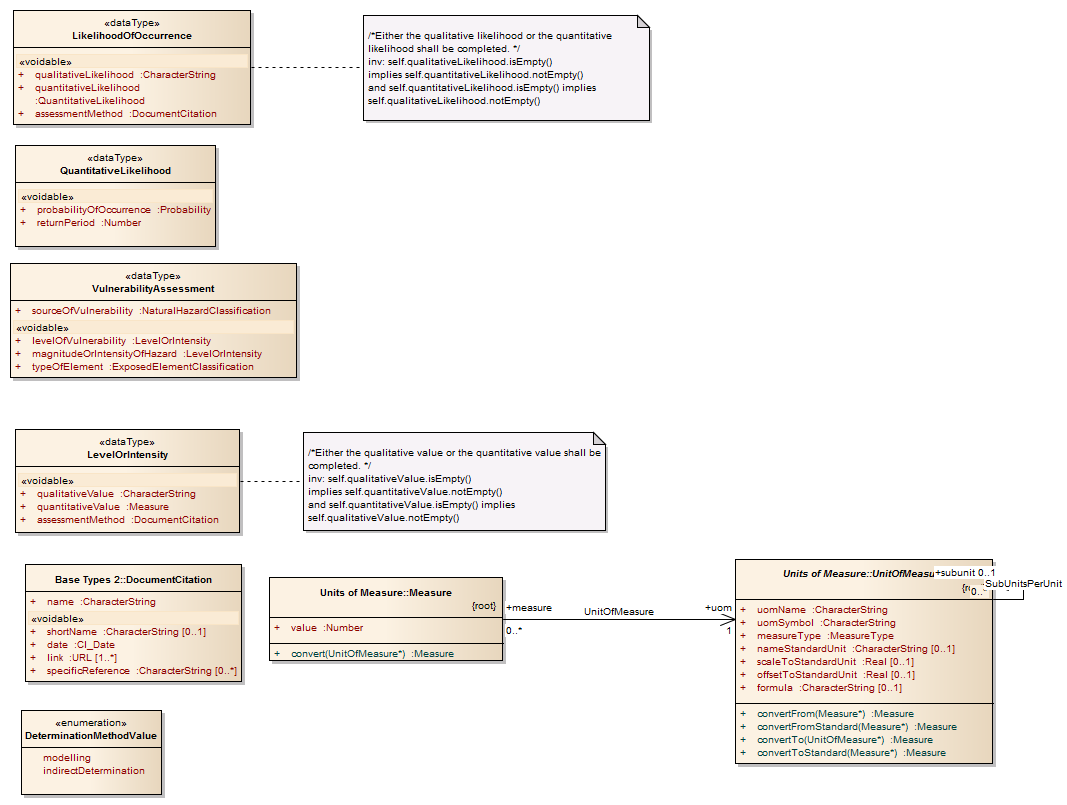 «dataType»
LikelihoodOfOccurrence
«voidable»
+ qualitativeLikelihood :CharacterString
+ quantitativeLikelihood
:QuantitativeLikelihood
+ assessmentMethod :DocumentCitation
/*Either the qualitative likelihood or the quantitative
likelihood shall be completed. */
inv: self.qualitativeLikelihood.isEmpty()
implies self.quantitativeLikelihood.notEmpty()
and self.quantitativeLikelihood.isEmpty() implies
self.qualitativeLikelihood.notEmpty()
«dataType»
QuantitativeLikelihood
«voidable»
+ probabilityOfOccurrence :Probability
+ returnPeriod :Number
«dataType»
VulnerabilityAssessment
+ sourceOfVulnerability :NaturalHazardClassification
«voidable»
+ levelOfVulnerability :LevelOrIntensity
+ magnitudeOrIntensityOfHazard :LevelOrIntensity
+ typeOfElement :ExposedElementClassification
«dataType»
LevelOrIntensity
«voidable»
+ qualitativeValue :CharacterString
+ quantitativeValue :Measure
+ assessmentMethod :DocumentCitation
/*Either the qualitative value or the quantitative value shall be
completed. */
inv: self.qualitativeValue.isEmpty()
implies self.quantitativeValue.notEmpty()
and self.quantitativeValue.isEmpty() implies
self.qualitativeValue.notEmpty()
Base Types 2::DocumentCitation
+ name :CharacterString
«voidable»
+ shortName :CharacterString [0..1]
+ date :CI_Date
+ link :URL [1..*]
+ specificReference :CharacterString [0..*]
Units of Measure::Measure
{root}
+ value :Number
+ convert(UnitOfMeasure*) :Measure
+measure
0..*
UnitOfMeasure
+uom
1
Units of Measure::UnitOfMeasu
+subunit 0..1
SubUnitsPerUnit
0..*
+ uomName :CharacterString
+ uomSymbol :CharacterString
+ measureType :MeasureType
+ nameStandardUnit :CharacterString [0..1]
+ scaleToStandardUnit :Real [0..1]
+ offsetToStandardUnit :Real [0..1]
+ formula :CharacterString [0..1]
+ convertFrom(Measure*) :Measure
+ convertFromStandard(Measure*) :Measure
+ convertTo(UnitOfMeasure*) :Measure
+ convertToStandard(Measure*) :Measure
«enumeration»
DeterminationMethodValue
modelling
indirectDetermination